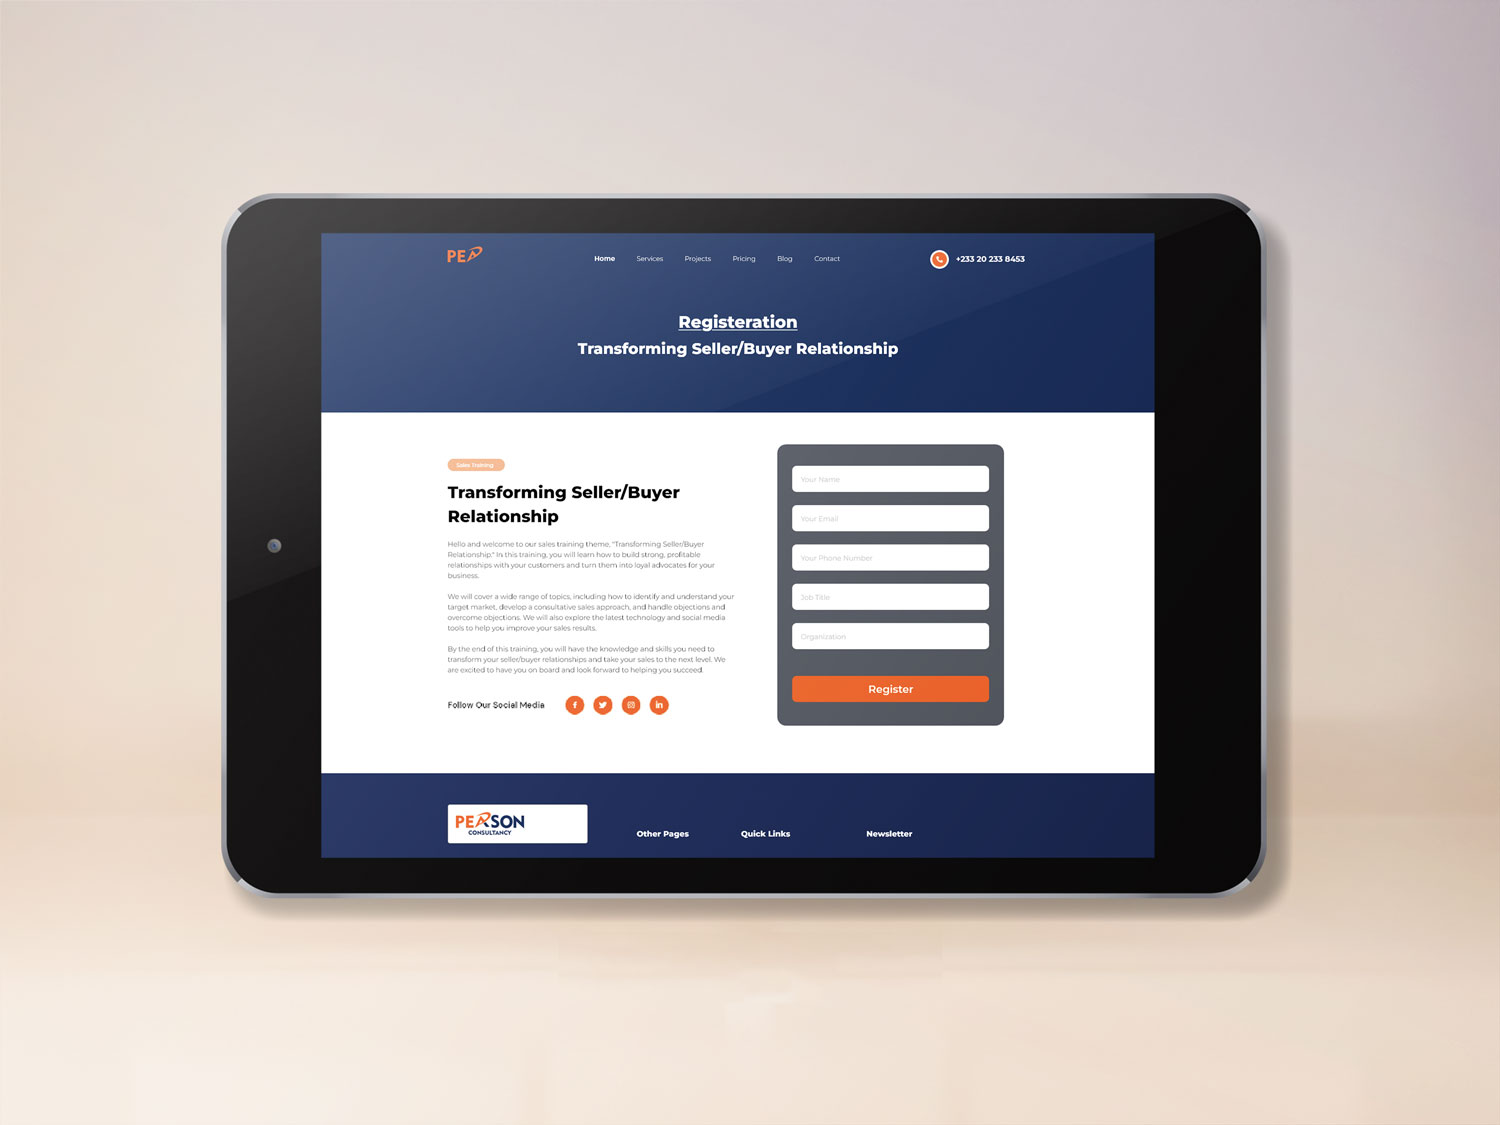 PEA
Home Services Projects Pricing Blog Contact
+233 20 233 8453
Registeration
Transforming Seller/Buyer Relationship
Sales Training
Transforming Seller/Buyer
Relationship
Hello and welcome to our sales training theme, "Transforming Seller/Buyer
Relationship." In this training, you will learn how to build strong, profitable
relationships with your customers and turn them into loyal advocates for your
business.
We will cover a wide range of topics, including how to identify and understand your
target market, develop a consultative sales approach, and handle objections and
overcome objections. We will also explore the latest technology and social media
tools to help you improve your sales results.
By the end of this training, you will have the knowledge and skills you need to
transform your seller/buyer relationships and take your sales to the next level. We
are excited to have you on board and look forward to helping you succeed.
Follow Our Social Media
Your Name
Your Email
Your Phone Number
Job Title
Organization
Register
PEARSON
CONSULTANCY
Other Pages
Quick Links
Newsletter